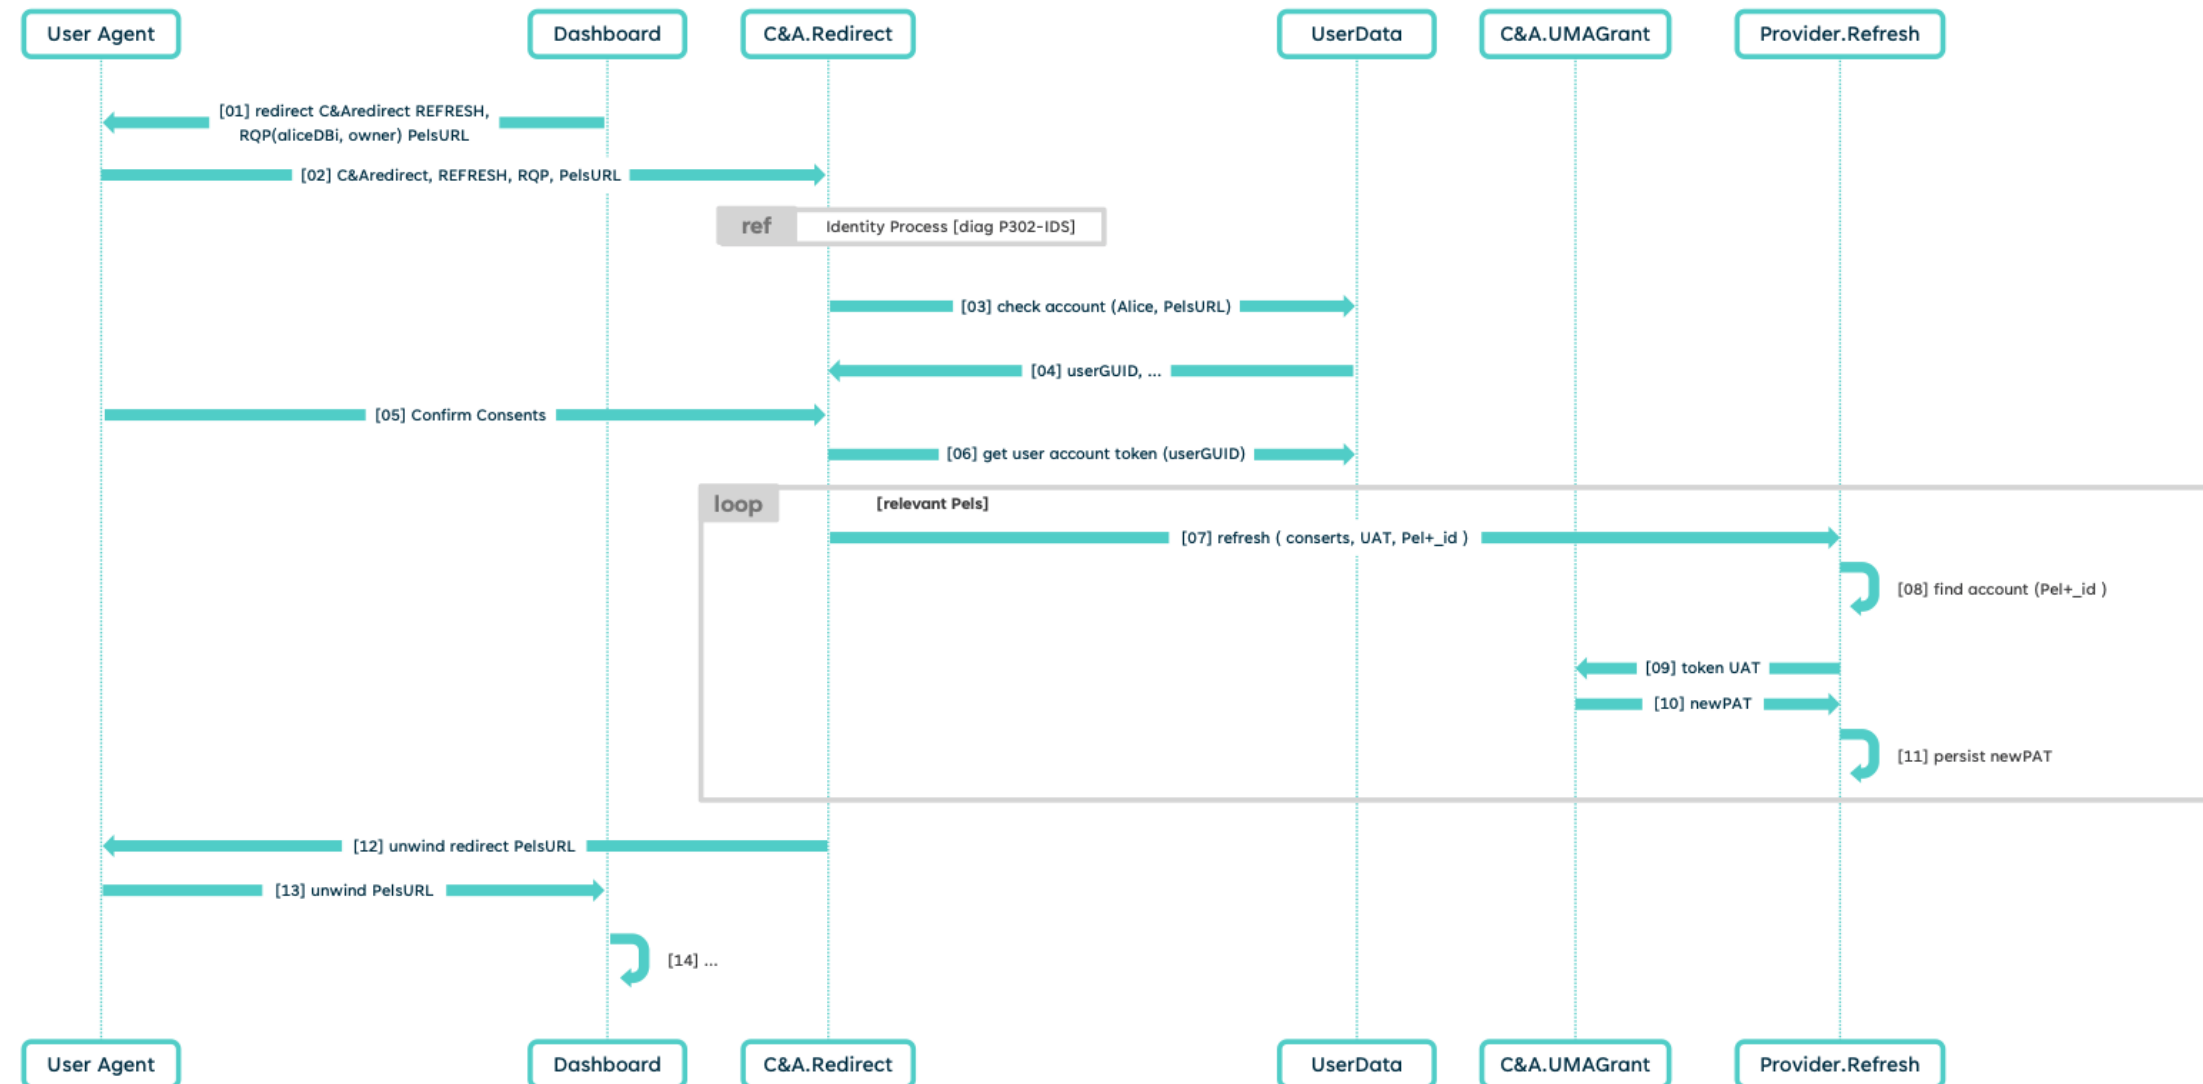 User Agent
Dashboard
C&A.Redirect
UserData
C&A.UMAGrant
Provider.Refresh
[01] redirect C&Aredirect REFRESH,
RQP(aliceDBi, owner) PelsURL
[02] C&Aredirect, REFRESH, RQP, PelsURL
ref
Identity Process [diag P302-IDS]
[03] check account (Alice, PelsURL)
[04] userGUID, ...
[05] Confirm Consents
[06] get user account token (userGUID)
loop
[relevant Pels]
[07] refresh ( conserts, UAT, Pel+_id )
[08] find account (Pel+_id )
[09] token UAT
[10] newPAT
[11] persist newPAT
[12] unwind redirect PelsURL
[13] unwind PelsURL
[14] ...
User Agent
Dashboard
C&A.Redirect
UserData
C&A.UMAGrant
Provider.Refresh